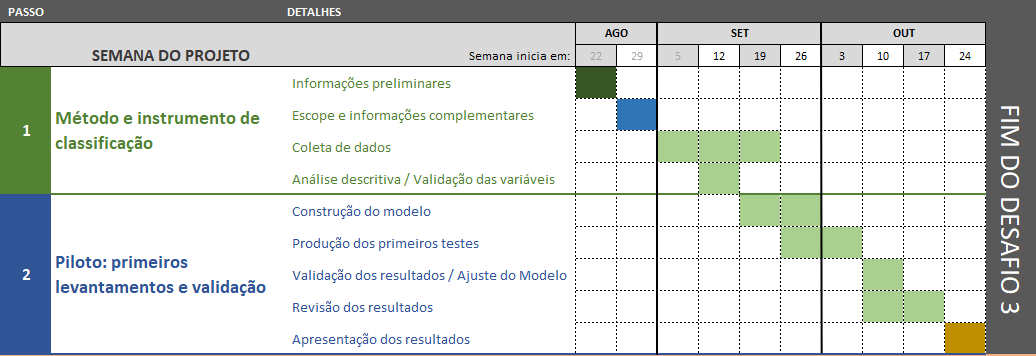 PASSO DETALHES
AGO SET OUT
SEMANA DO PROJETO Semana inicia em: 22 29 5 12 19 26 3 10 17 24
1
Método e instrumento de
classificação
Informações preliminares
Escope e informações complementares
Coleta de dados
Análise descritiva / Validação das variáveis
2
Piloto: primeiros
levantamentos e validação
Construção do modelo
Produção dos primeiros testes
Validação dos resultados / Ajuste do Modelo
Revisão dos resultados
Apresentação dos resultados
FIM DO DESAFIO 3